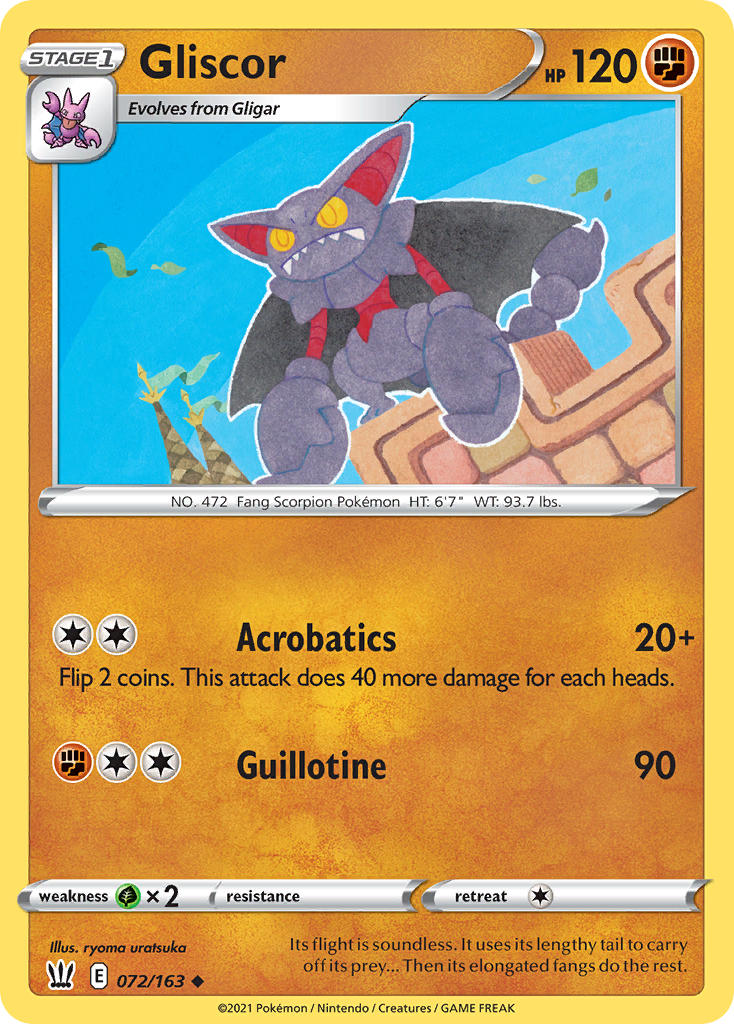 STAGE 1
Gliscor
HP 120
Evolves from Gligar
NO. 472 Fang Scorpion Pokémon HT: 6'7" WT: 93.7 lbs.
Acrobatics 20+
Flip 2 coins. This attack does 40 more damage for each heads.
Guillotine 90
weakness ×2 resistance retreat
Illus. ryoma uratsuka
Its flight is soundless. It uses its lengthy tail to carry
off its prey... Then its elongated fangs do the rest.
E 072/163
©2021 Pokémon / Nintendo / Creatures / GAME FREAK